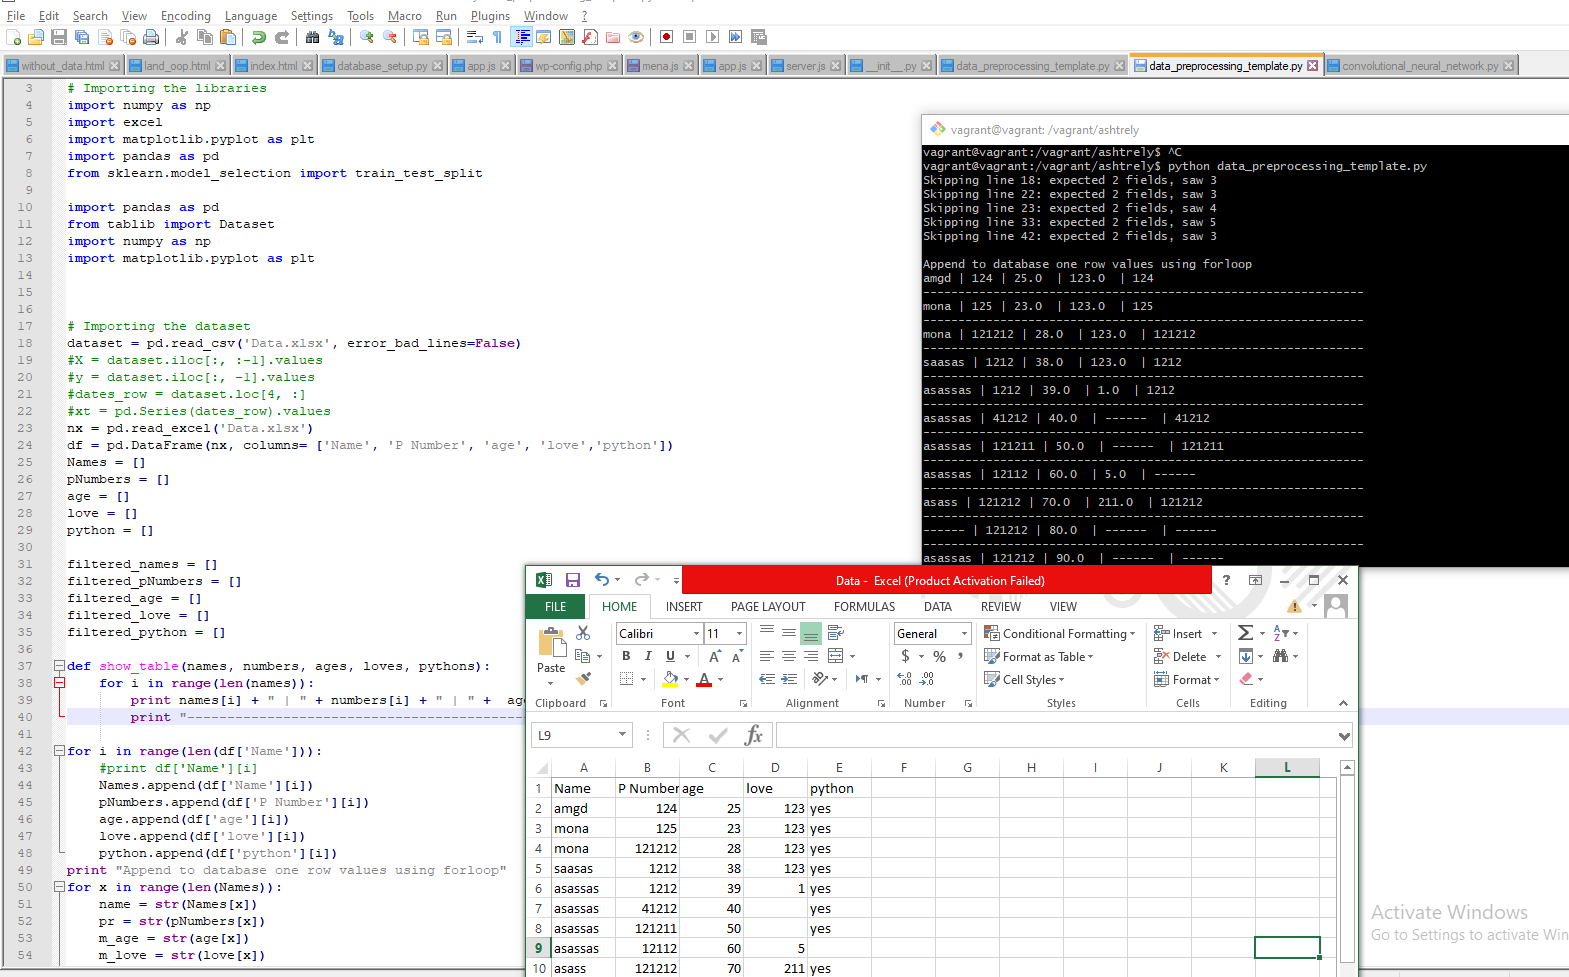 File Edit Search View Encoding Language Settings Tools Macro Run Plugins Window ?
without_data.html land_oop.html index.html database_setup.py app.js wp-config.php mena.js app.js server.js __init__.py data_preprocessing_template.py data_preprocessing_template.py convolutional_neural_network.py
3 # Importing the libraries
4 import numpy as np
5 import excel
6 import matplotlib.pyplot as plt
7 import pandas as pd
8 from sklearn.model_selection import train_test_split
9
10 import pandas as pd
11 from tablib import Dataset
12 import numpy as np
13 import matplotlib.pyplot as plt
14
15
16
17 # Importing the dataset
18 dataset = pd.read_csv('Data.xlsx', error_bad_lines=False)
19 #X = dataset.iloc[:, :-1].values
20 #y = dataset.iloc[:, -1].values
21 #dates_row = dataset.loc[4, :]
22 #xt = pd.Series(dates_row).values
23 nx = pd.read_excel('Data.xlsx')
24 df = pd.DataFrame(nx, columns= ['Name', 'P Number', 'age', 'love','python'])
25 Names = []
26 pNumbers = []
27 age = []
28 love = []
29 python = []
30
31 filtered_names = []
32 filtered_pNumbers = []
33 filtered_age = []
34 filtered_love = []
35 filtered_python = []
36
37 def show_table(names, numbers, ages, loves, pythons):
38 for i in range(len(names)):
39 print names[i] + " | " + numbers[i] + " | " + age
40 print "-------------------------------------------
41
42 for i in range(len(df['Name'])):
43 #print df['Name'][i]
44 Names.append(df['Name'][i])
45 pNumbers.append(df['P Number'][i])
46 age.append(df['age'][i])
47 love.append(df['love'][i])
48 python.append(df['python'][i])
49 print "Append to database one row values using forloop"
50 for x in range(len(Names)):
51 name = str(Names[x])
52 pr = str(pNumbers[x])
53 m_age = str(age[x])
54 m_love = str(love[x])
vagrant@vagrant: /vagrant/ashtrely
vagrant@vagrant:/vagrant/ashtrely$ ^C
vagrant@vagrant:/vagrant/ashtrely$ python data_preprocessing_template.py
Skipping line 18: expected 2 fields, saw 3
Skipping line 22: expected 2 fields, saw 3
Skipping line 23: expected 2 fields, saw 4
Skipping line 33: expected 2 fields, saw 5
Skipping line 42: expected 2 fields, saw 3
Append to database one row values using forloop
amgd | 124 | 25.0 | 123.0 | 124
---------------------------------------------------------------
mona | 125 | 23.0 | 123.0 | 125
---------------------------------------------------------------
mona | 121212 | 28.0 | 123.0 | 121212
---------------------------------------------------------------
saasas | 1212 | 38.0 | 123.0 | 1212
---------------------------------------------------------------
asassas | 1212 | 39.0 | 1.0 | 1212
---------------------------------------------------------------
asassas | 41212 | 40.0 | ------ | 41212
---------------------------------------------------------------
asassas | 121211 | 50.0 | ------ | 121211
---------------------------------------------------------------
asassas | 12112 | 60.0 | 5.0 | ------
---------------------------------------------------------------
asass | 121212 | 70.0 | 211.0 | 121212
---------------------------------------------------------------
------ | 121212 | 80.0 | ------ | ------
---------------------------------------------------------------
asassas | 121212 | 90.0 | ------ | ------
Data - Excel (Product Activation Failed)
FILE HOME INSERT PAGE LAYOUT FORMULAS DATA REVIEW VIEW
Calibri 11 General Conditional Formatting Insert
Paste B I U A A $ % , Format as Table Delete
Cell Styles Format
Clipboard Font Alignment Number Styles Cells Editing
L9 fx
A B C D E F G H I J K L
1 Name P Number age love python
2 amgd 124 25 123 yes
3 mona 125 23 123 yes
4 mona 121212 28 123 yes
5 saasas 1212 38 123 yes
6 asassas 1212 39 1 yes
7 asassas 41212 40 yes
8 asassas 121211 50 yes
9 asassas 12112 60 5
10 asass 121212 70 211 yes
Activate Windows
Go to Settings to activate Win